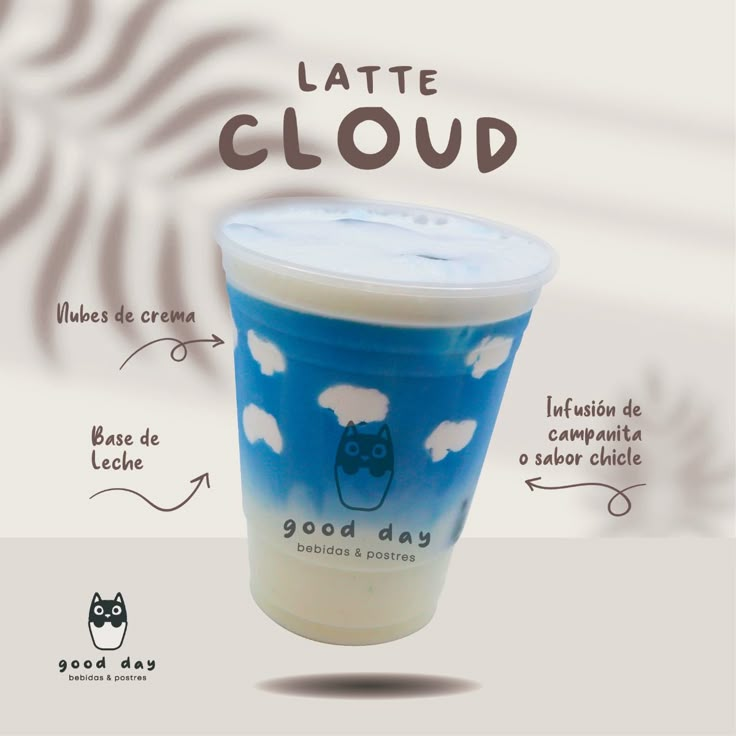 LATTE
CLOUD
Nubes de crema
Base de
Leche
Infusión de
campanita
o sabor chicle
good day
bebidas & postres
good day
bebidas & postres